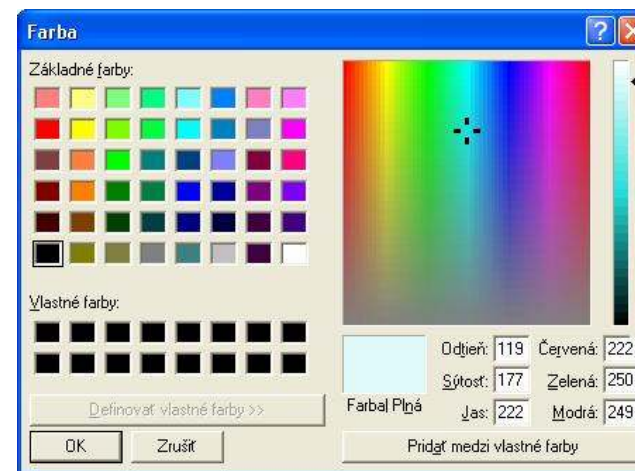 Farba
Základné farby:
Vlastné farby:
Definovať vlastné farby >>
OK
Zrušiť
Farba| Plná
Odtieň: 119
Sýtosť: 177
Jas: 222
Červená: 222
Zelená: 250
Modrá: 249
Pridať medzi vlastné farby